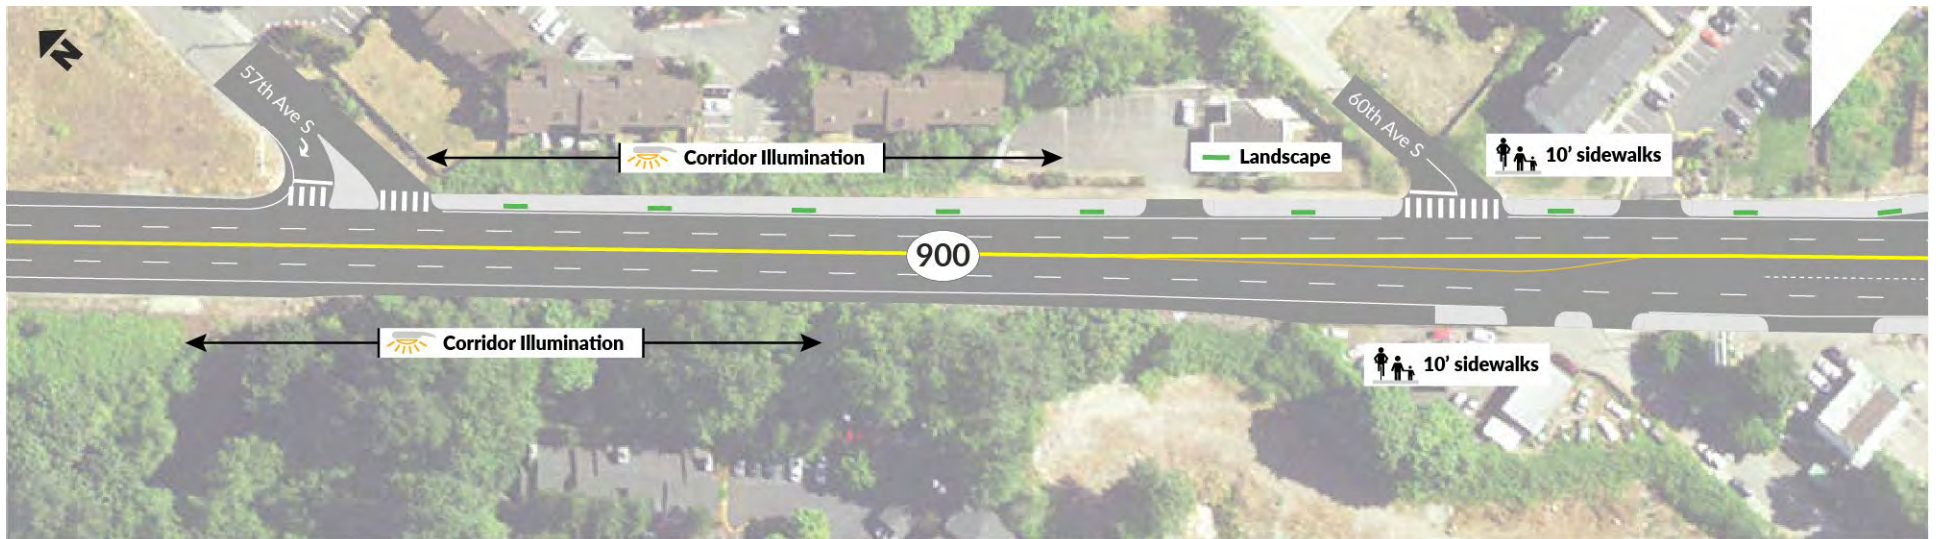 N
57th Ave S
Corridor Illumination
Landscape
60th Ave S
10’ sidewalks
900
Corridor Illumination
10’ sidewalks